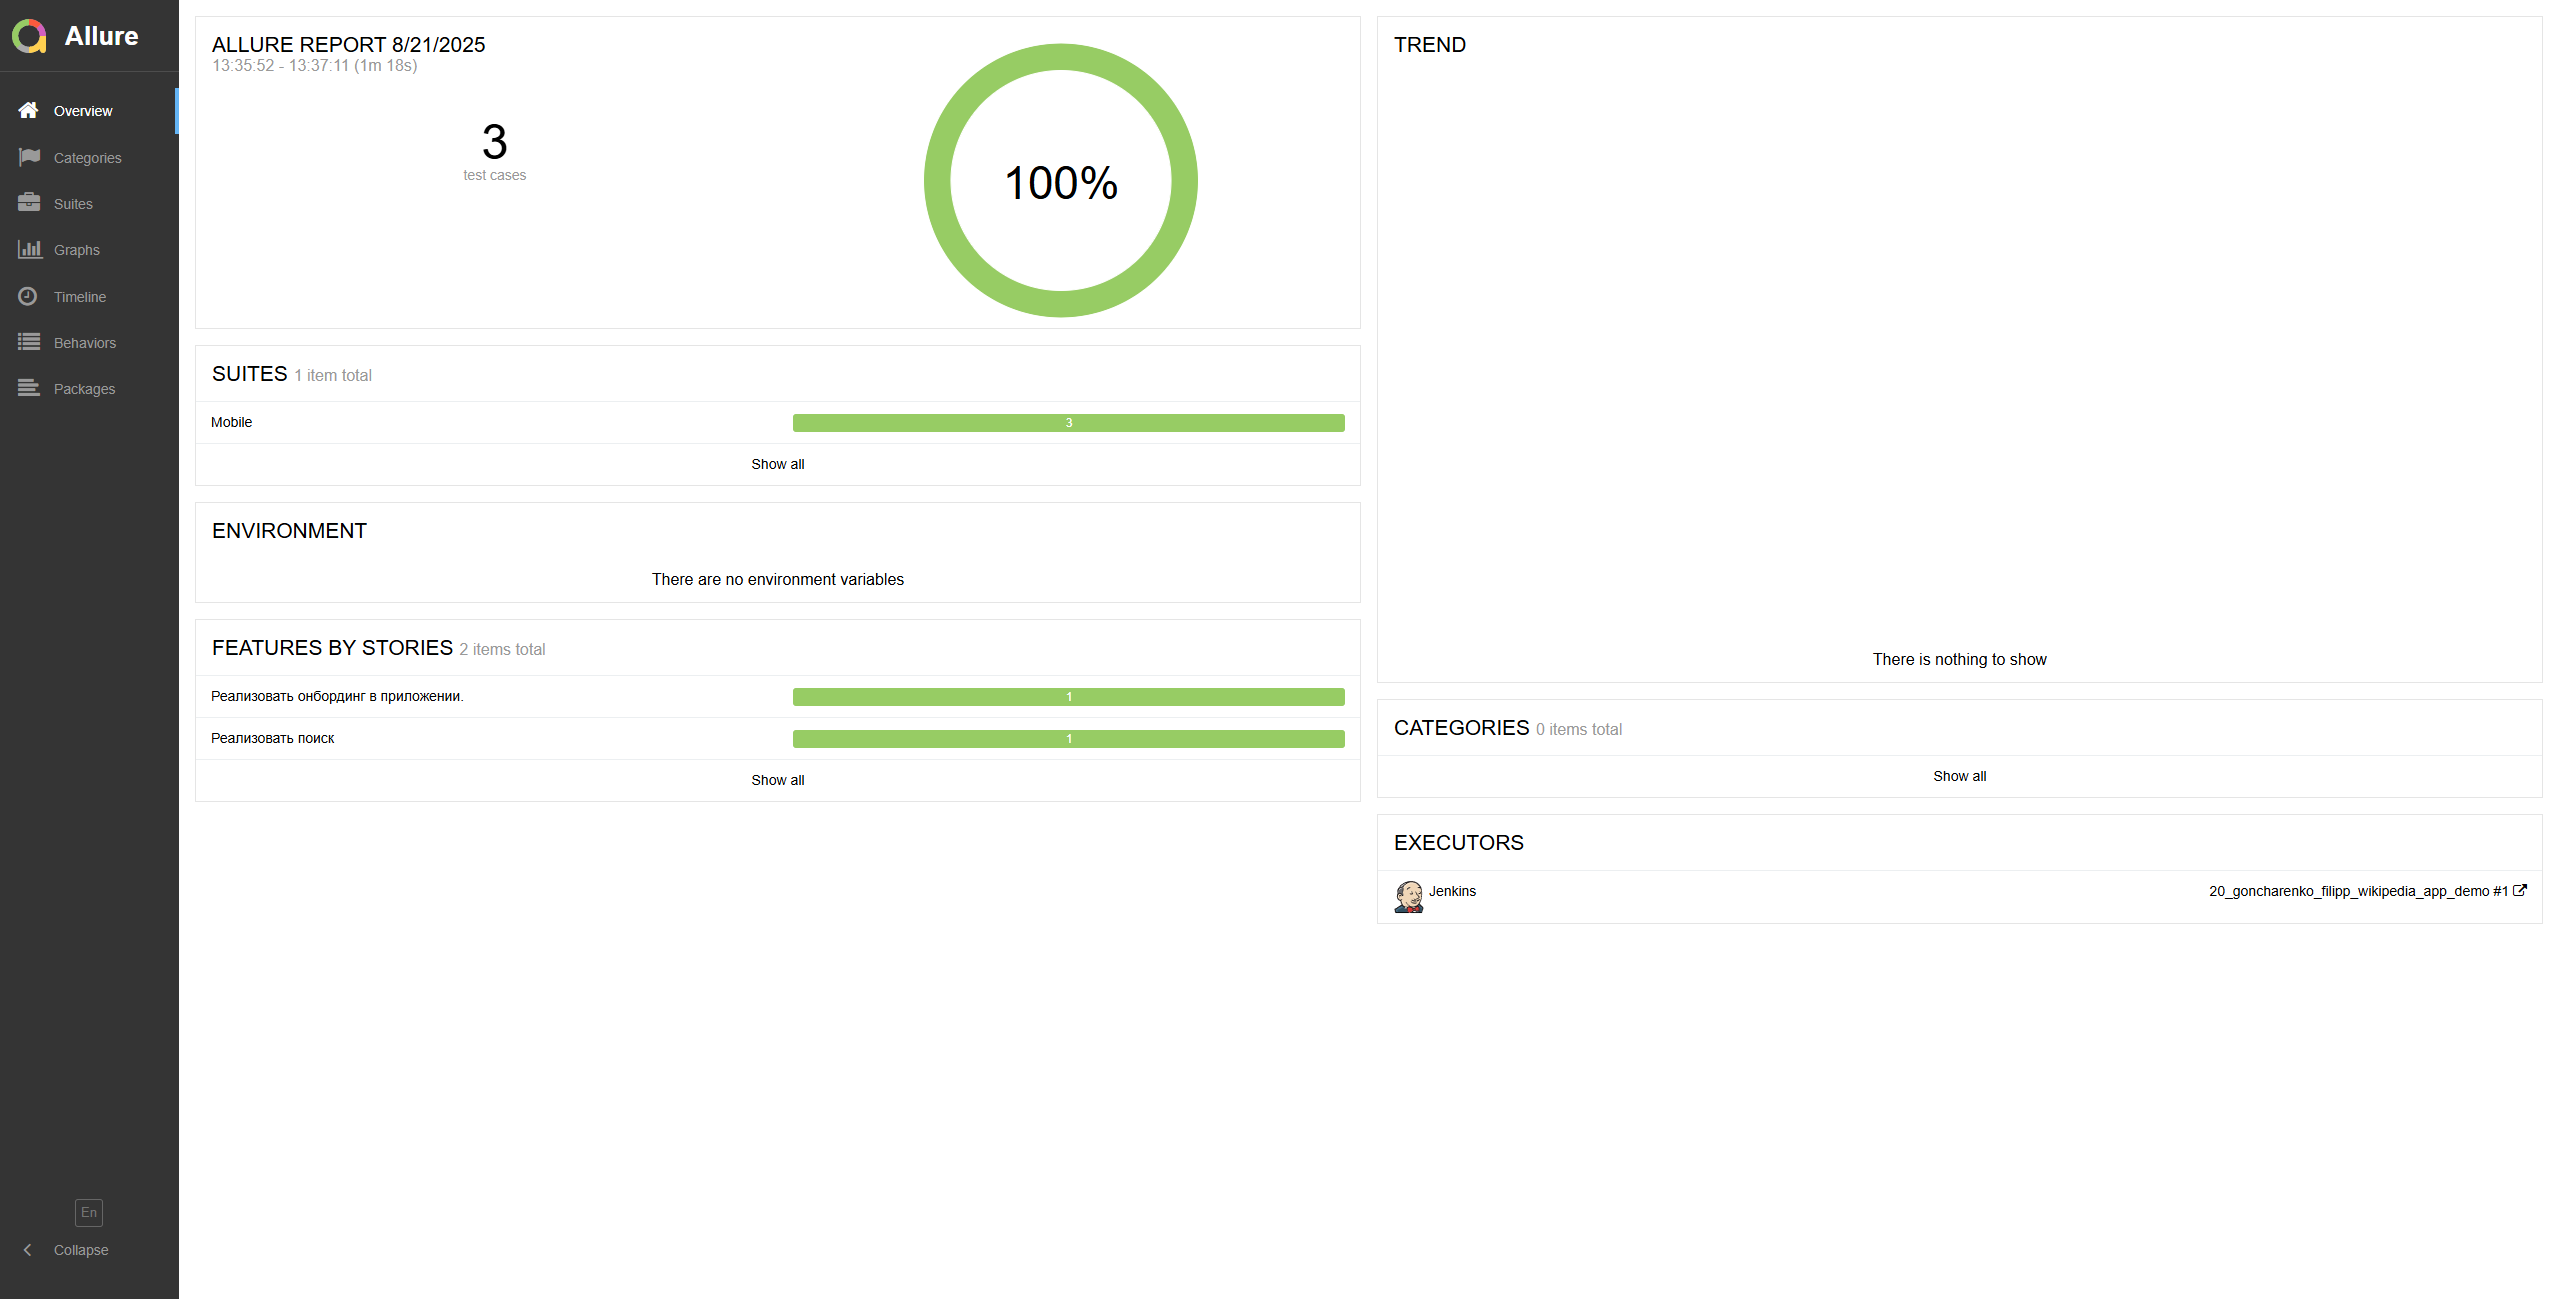 Allure
Overview
Categories
Suites
Graphs
Timeline
Behaviors
Packages
En
Collapse
ALLURE REPORT 8/21/2025
13:35:52 - 13:37:11 (1m 18s)
3
test cases
100%
SUITES 1 item total
Mobile 3
Show all
ENVIRONMENT
There are no environment variables
FEATURES BY STORIES 2 items total
Реализовать онбординг в приложении. 1
Реализовать поиск 1
Show all
TREND
There is nothing to show
CATEGORIES 0 items total
Show all
EXECUTORS
Jenkins 20_goncharenko_filipp_wikipedia_app_demo #1